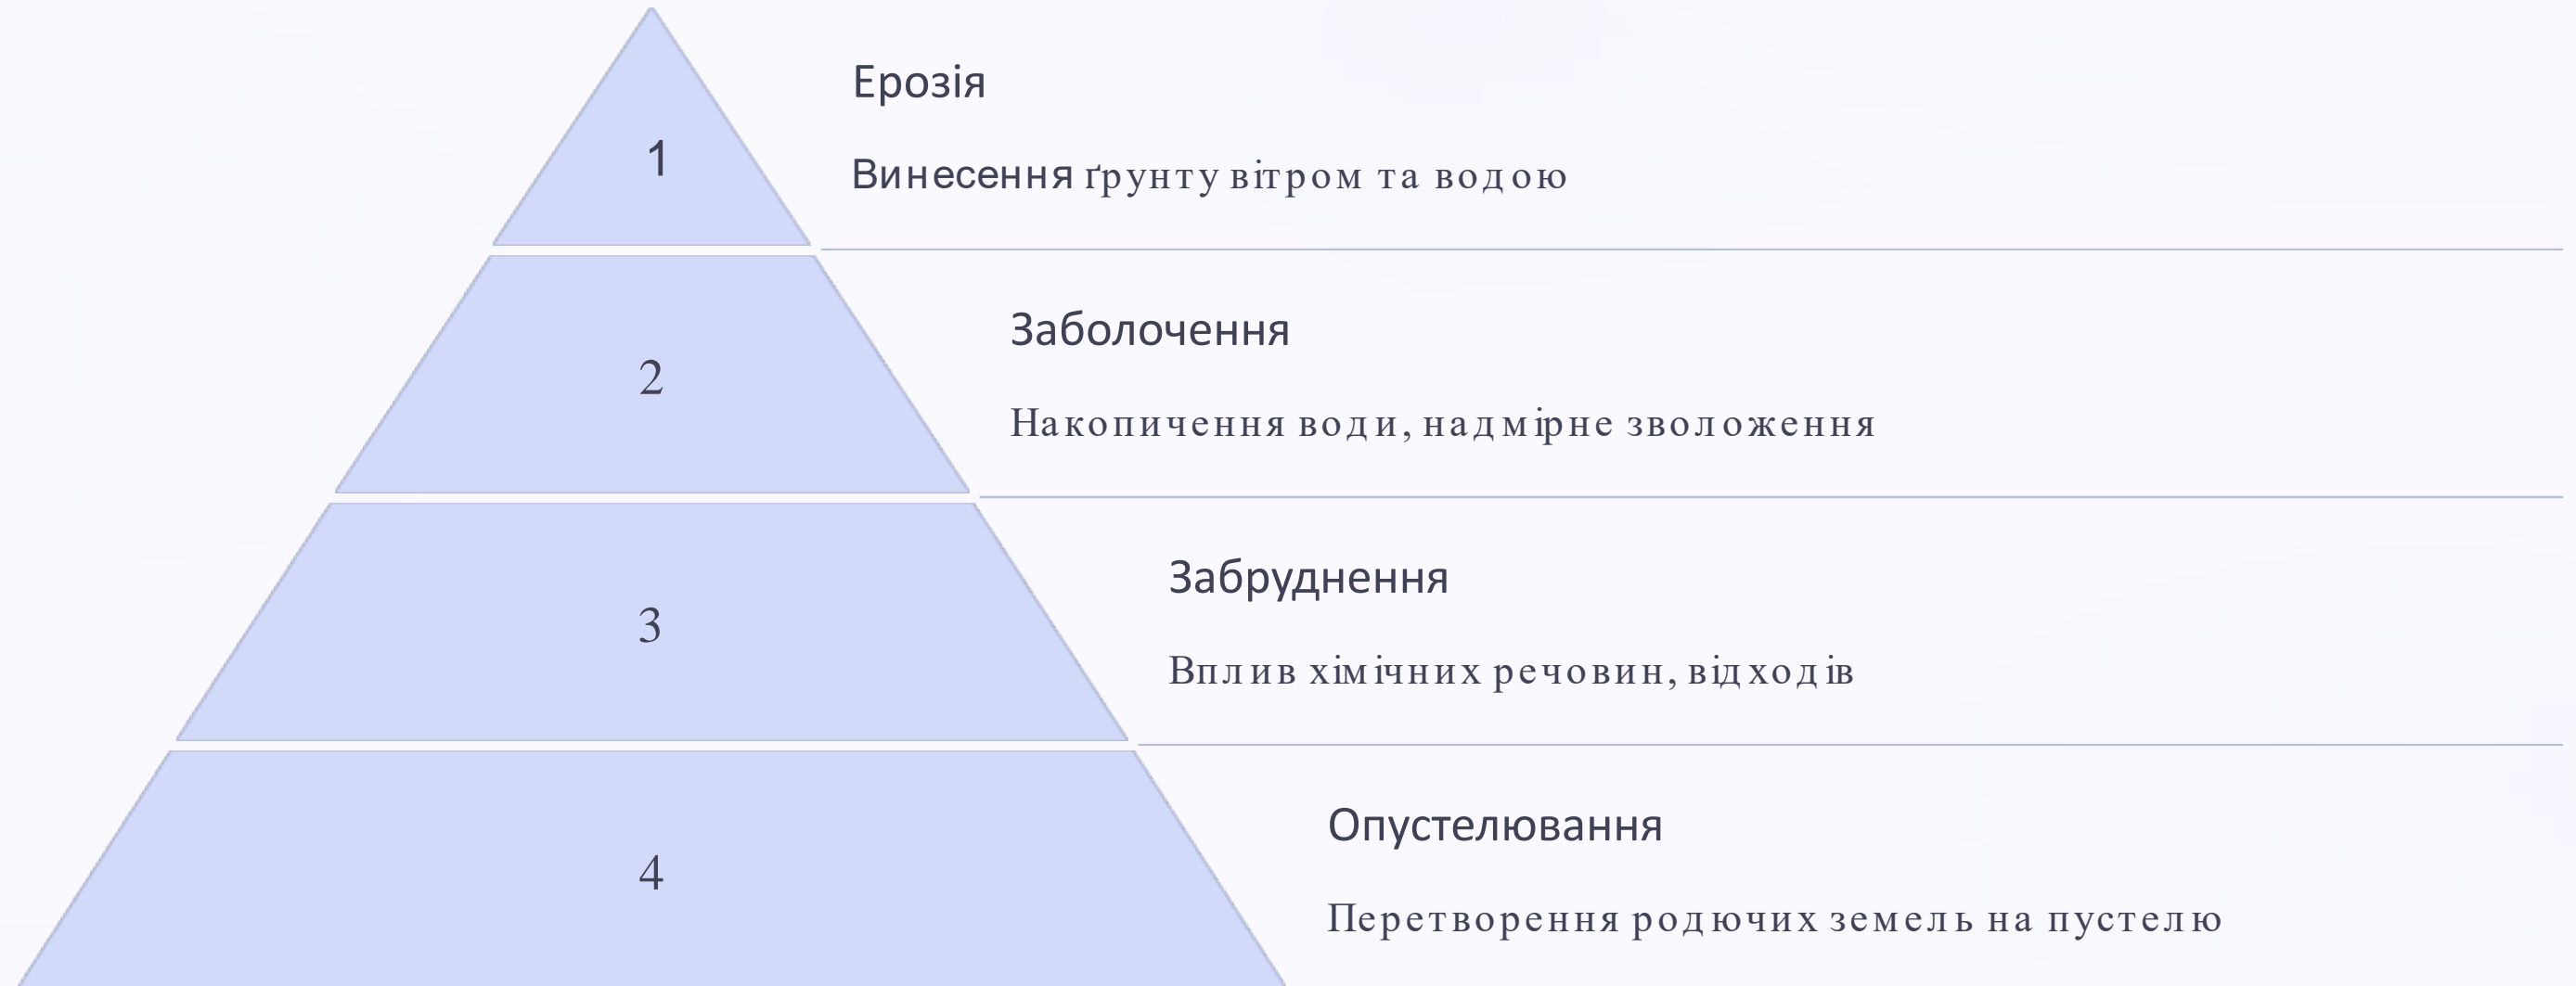 1
Ерозія
Винесення ґрунту вітром та водою
2
Заболочення
Накопичення води, надмірне зволоження
3
Забруднення
Вплив хімічних речовин, відходів
4
Опустелювання
Перетворення родючих земель на пустелю